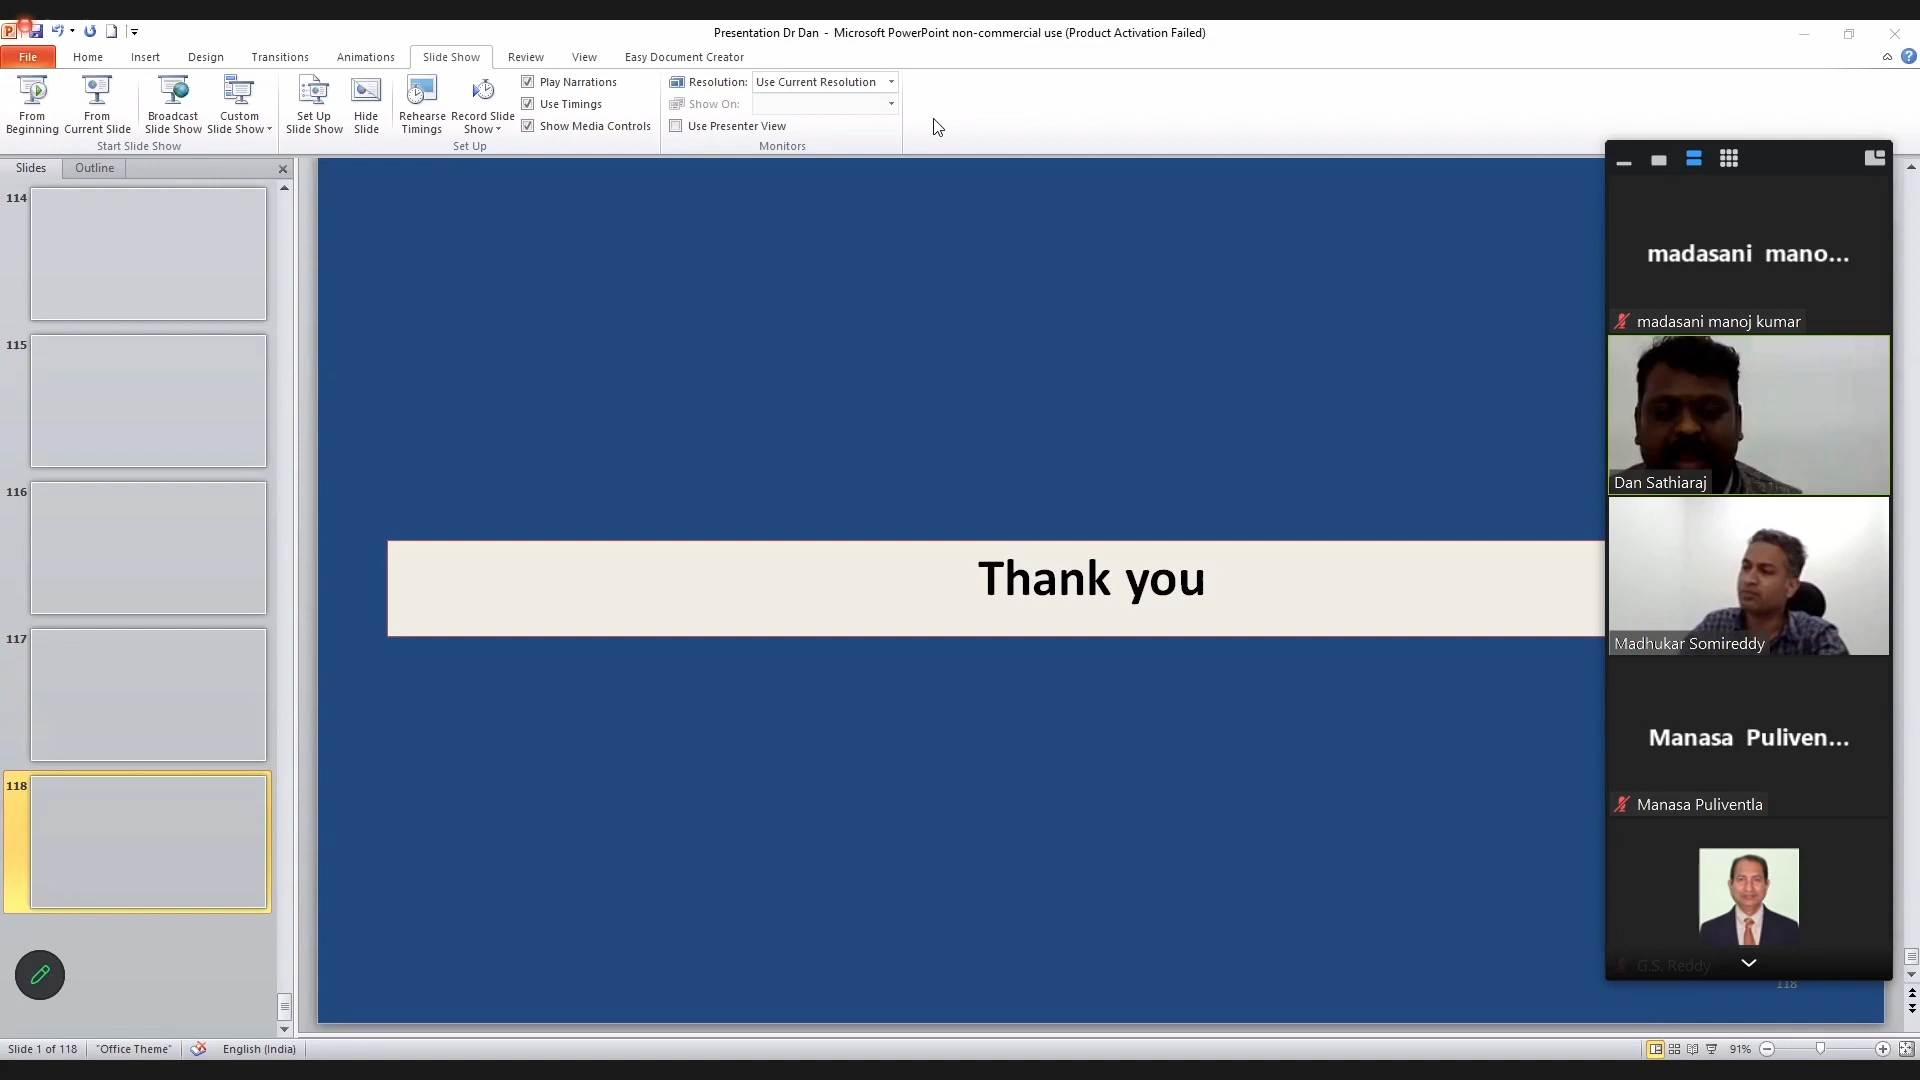 Presentation Dr Dan - Microsoft PowerPoint non-commercial use (Product Activation Failed)
File Home Insert Design Transitions Animations Slide Show Review View Easy Document Creator
From Beginning
From Current Slide
Broadcast Slide Show
Custom Slide Show
Start Slide Show
Set Up Slide Show
Hide Slide
Rehearse Timings
Record Slide Show
Play Narrations
Use Timings
Show Media Controls
Set Up
Resolution: Use Current Resolution
Show On:
Use Presenter View
Monitors
Slides Outline
114
115
116
117
118
Thank you
118
madasani mano...
madasani manoj kumar
Dan Sathiaraj
Madhukar Somireddy
Manasa Puliven...
Manasa Puliventla
G.S. Reddy
Slide 1 of 118 "Office Theme" English (India) 91%